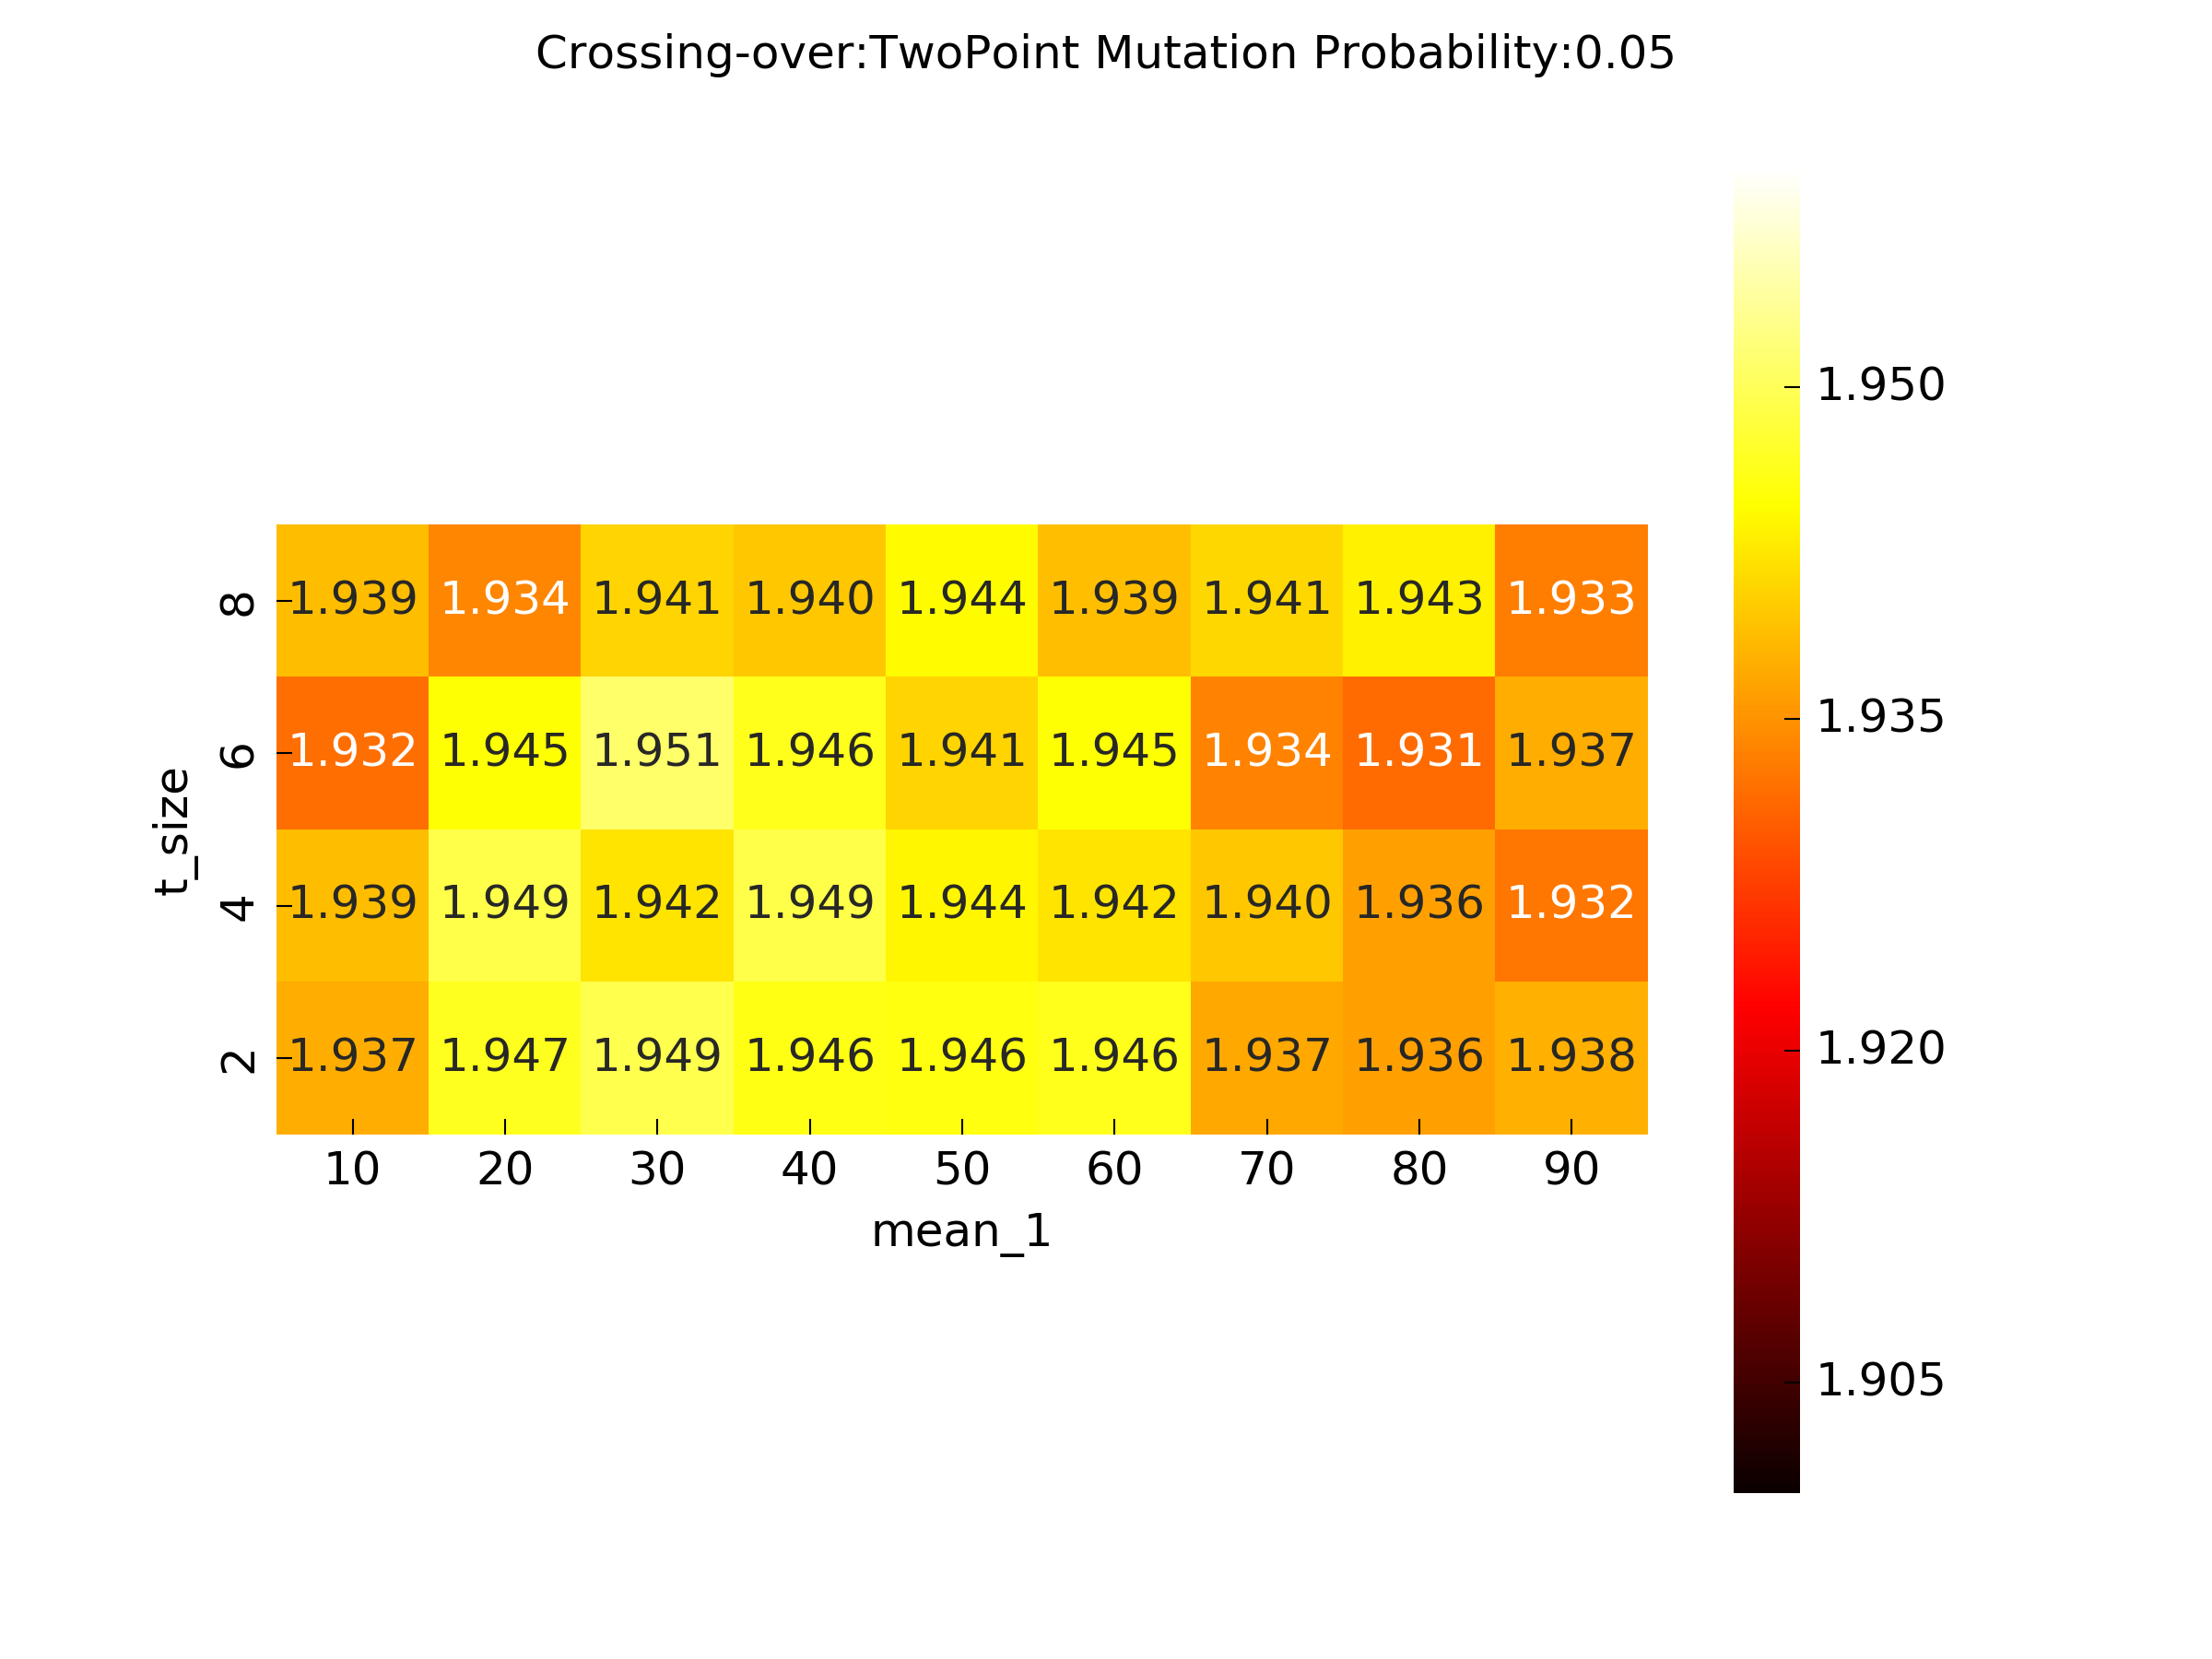 Crossing-over:TwoPoint Mutation Probability:0.05
1.950
1.935
1.920
1.905
t_size
8 1.939 1.934 1.941 1.940 1.944 1.939 1.941 1.943 1.933
6 1.932 1.945 1.951 1.946 1.941 1.945 1.934 1.931 1.937
4 1.939 1.949 1.942 1.949 1.944 1.942 1.940 1.936 1.932
2 1.937 1.947 1.949 1.946 1.946 1.946 1.937 1.936 1.938
10 20 30 40 50 60 70 80 90
mean_1